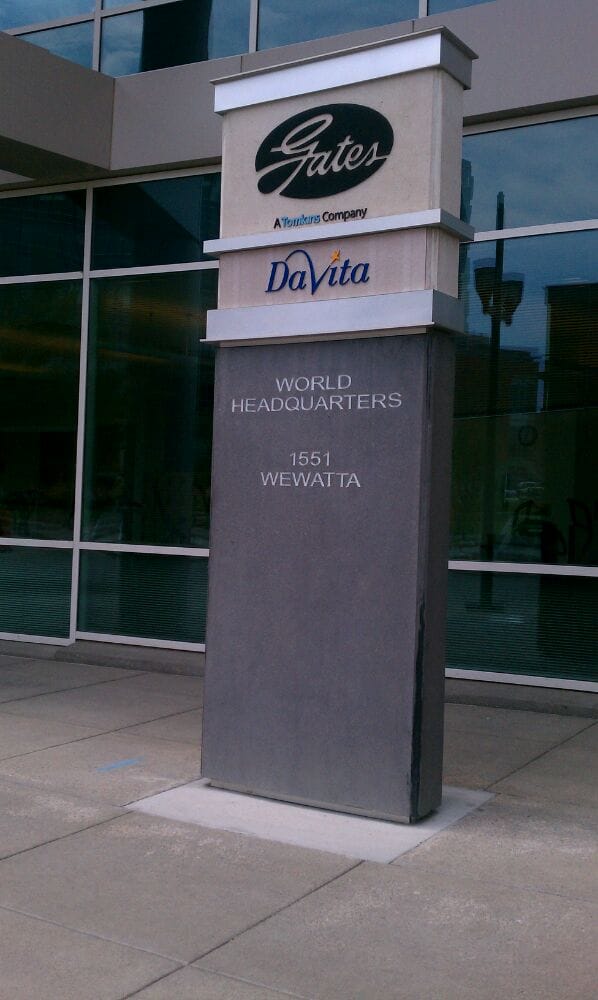 Gates
A Tomkins Company
DaVita
WORLD
HEADQUARTERS
1551
WEWATTA